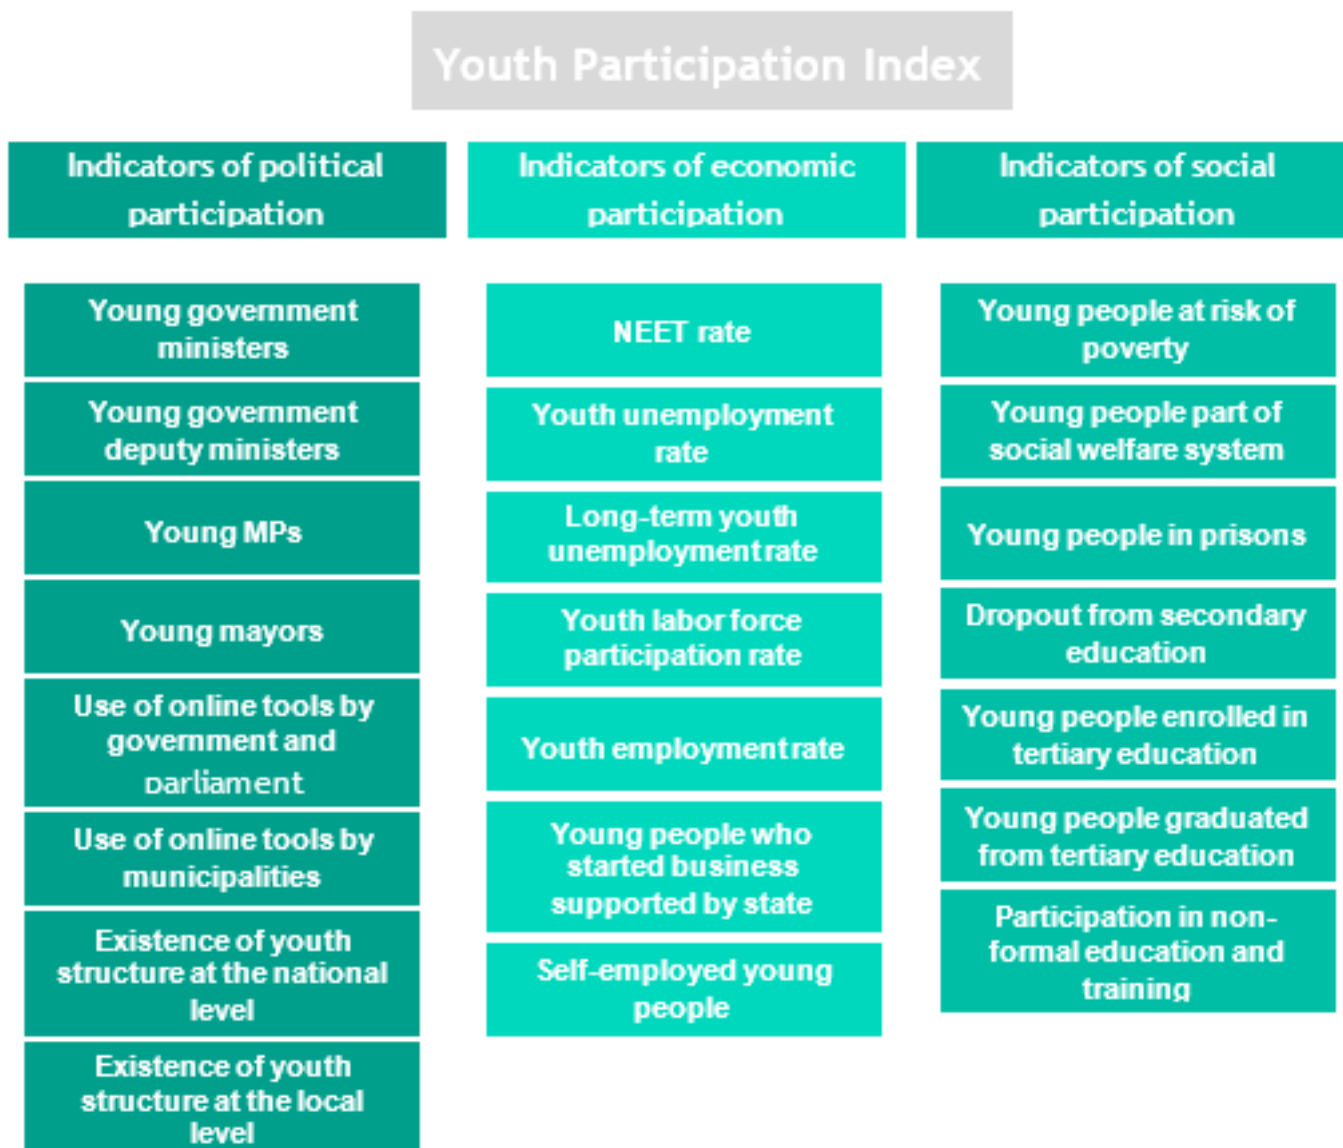 Youth Participation Index
Indicators of political
participation
Young government
ministers
Young government
deputy ministers
Young MPs
Young mayors
Use of online tools by
government and
parliament
Use of online tools by
municipalities
Existence of youth
structure at the national
level
Existence of youth
structure at the local
level
Indicators of economic
participation
NEET rate
Youth unemployment
rate
Long-term youth
unemployment rate
Youth labor force
participation rate
Youth employment rate
Young people who
started business
supported by state
Self-employed young
people
Indicators of social
participation
Young people at risk of
poverty
Young people part of
social welfare system
Young people in prisons
Dropout from secondary
education
Young people enrolled in
tertiary education
Young people graduated
from tertiary education
Participation in non-
formal education and
training